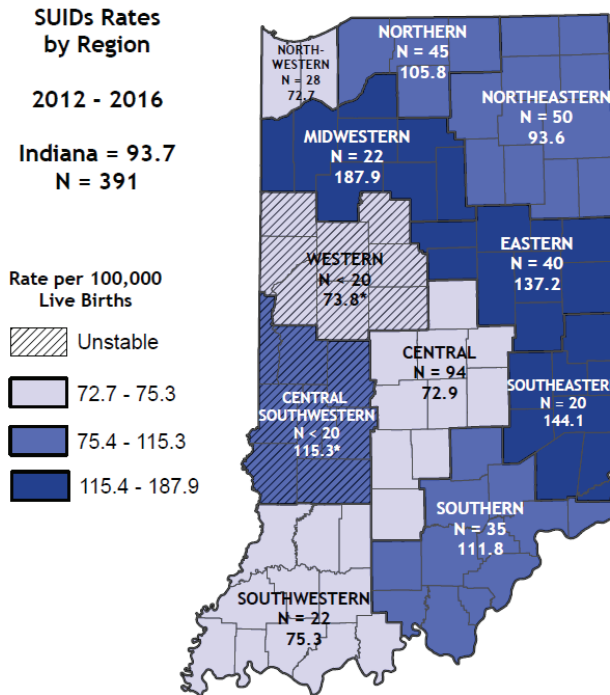 SUIDs Rates
by Region
2012 - 2016
Indiana = 93.7
N = 391
Rate per 100,000
Live Births
Unstable
72.7 - 75.3
75.4 - 115.3
115.4 - 187.9
NORTH-
WESTERN
N = 28
72.7
NORTHERN
N = 45
105.8
NORTHEASTERN
N = 50
93.6
MIDWESTERN
N = 22
187.9
WESTERN
N < 20
73.8*
EASTERN
N = 40
137.2
CENTRAL
N = 94
72.9
CENTRAL
SOUTHWESTERN
N < 20
115.3*
SOUTHEASTERN
N = 20
144.1
SOUTHERN
N = 35
111.8
SOUTHWESTERN
N = 22
75.3